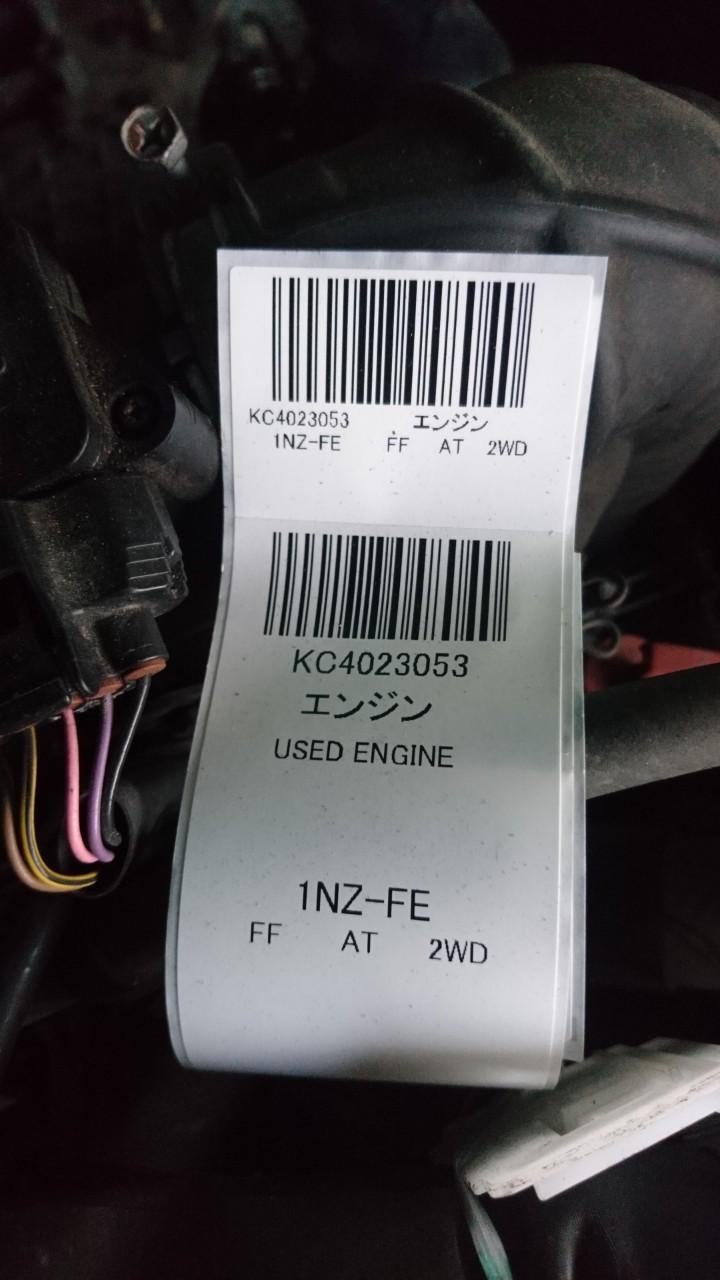 KC4023053 エンジン
1NZ-FE FF AT 2WD
KC4023053
エンジン
USED ENGINE
1NZ-FE
FF AT 2WD